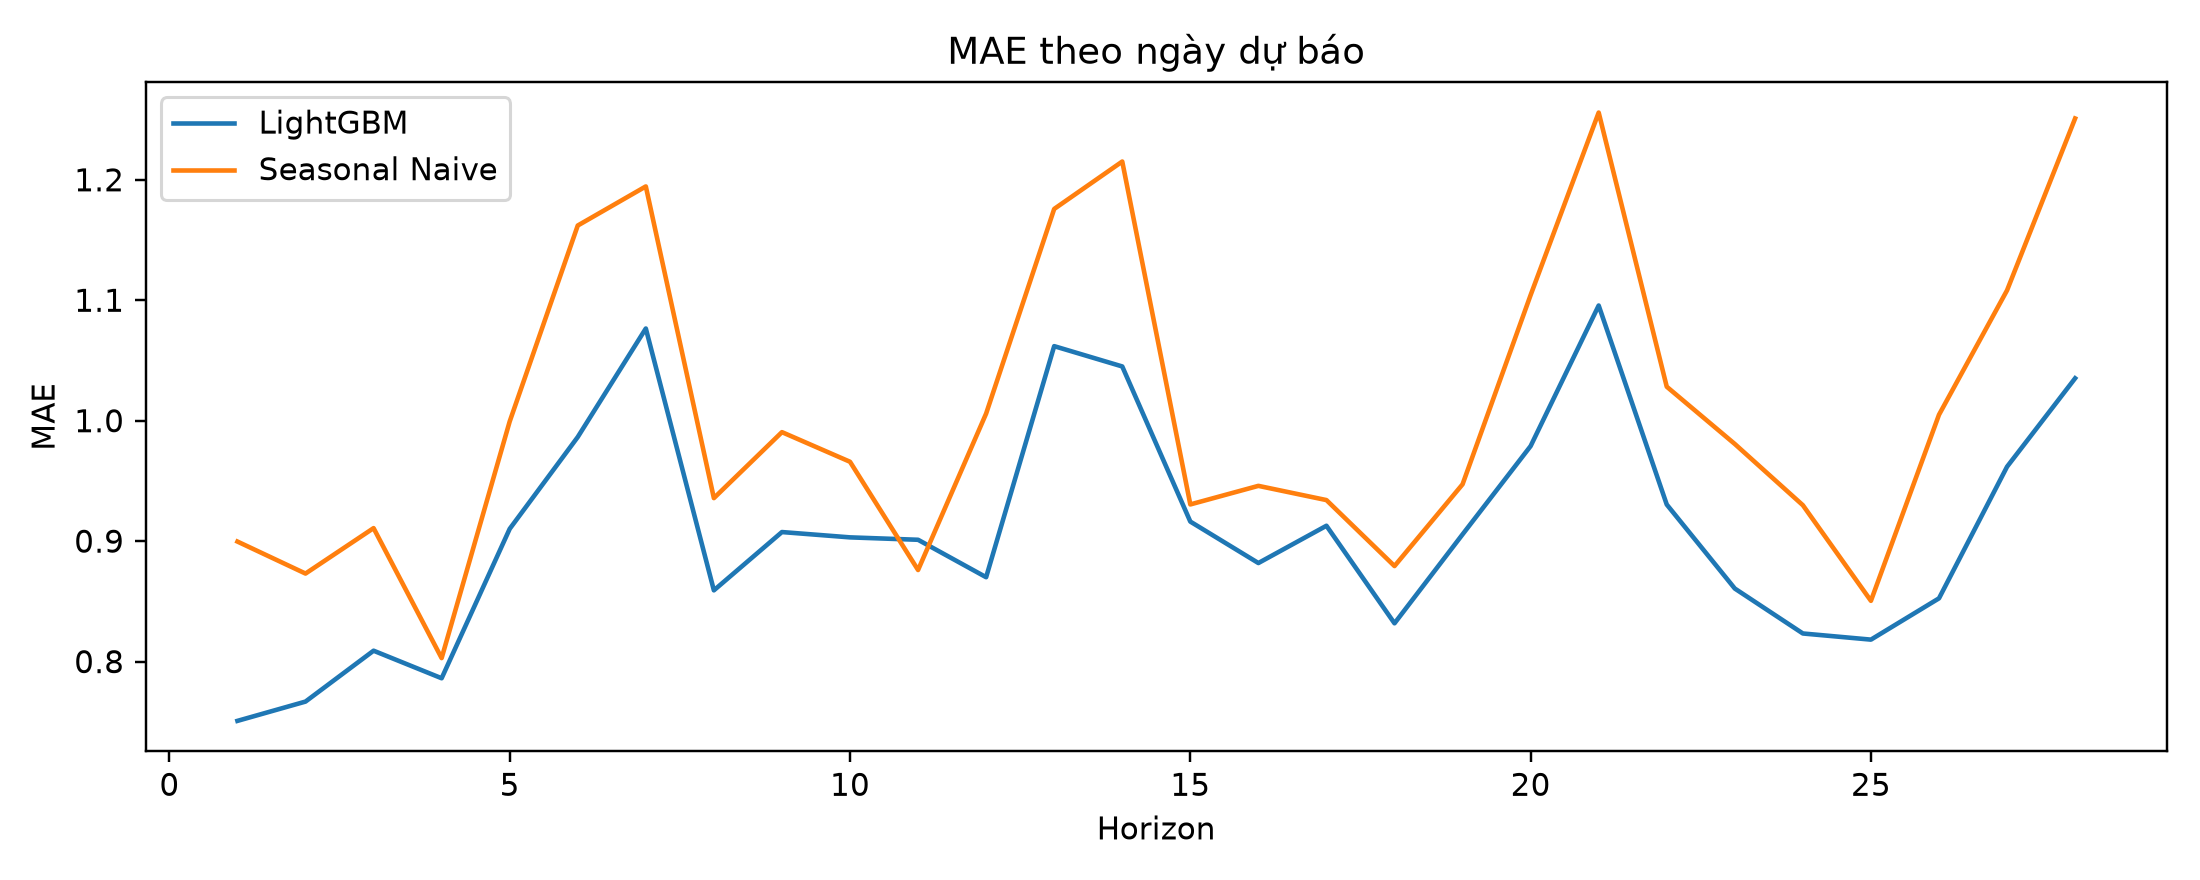 MAE theo ngày dự báo
LightGBM
Seasonal Naive
MAE
1.2
1.1
1.0
0.9
0.8
0 5 10 15 20 25
Horizon